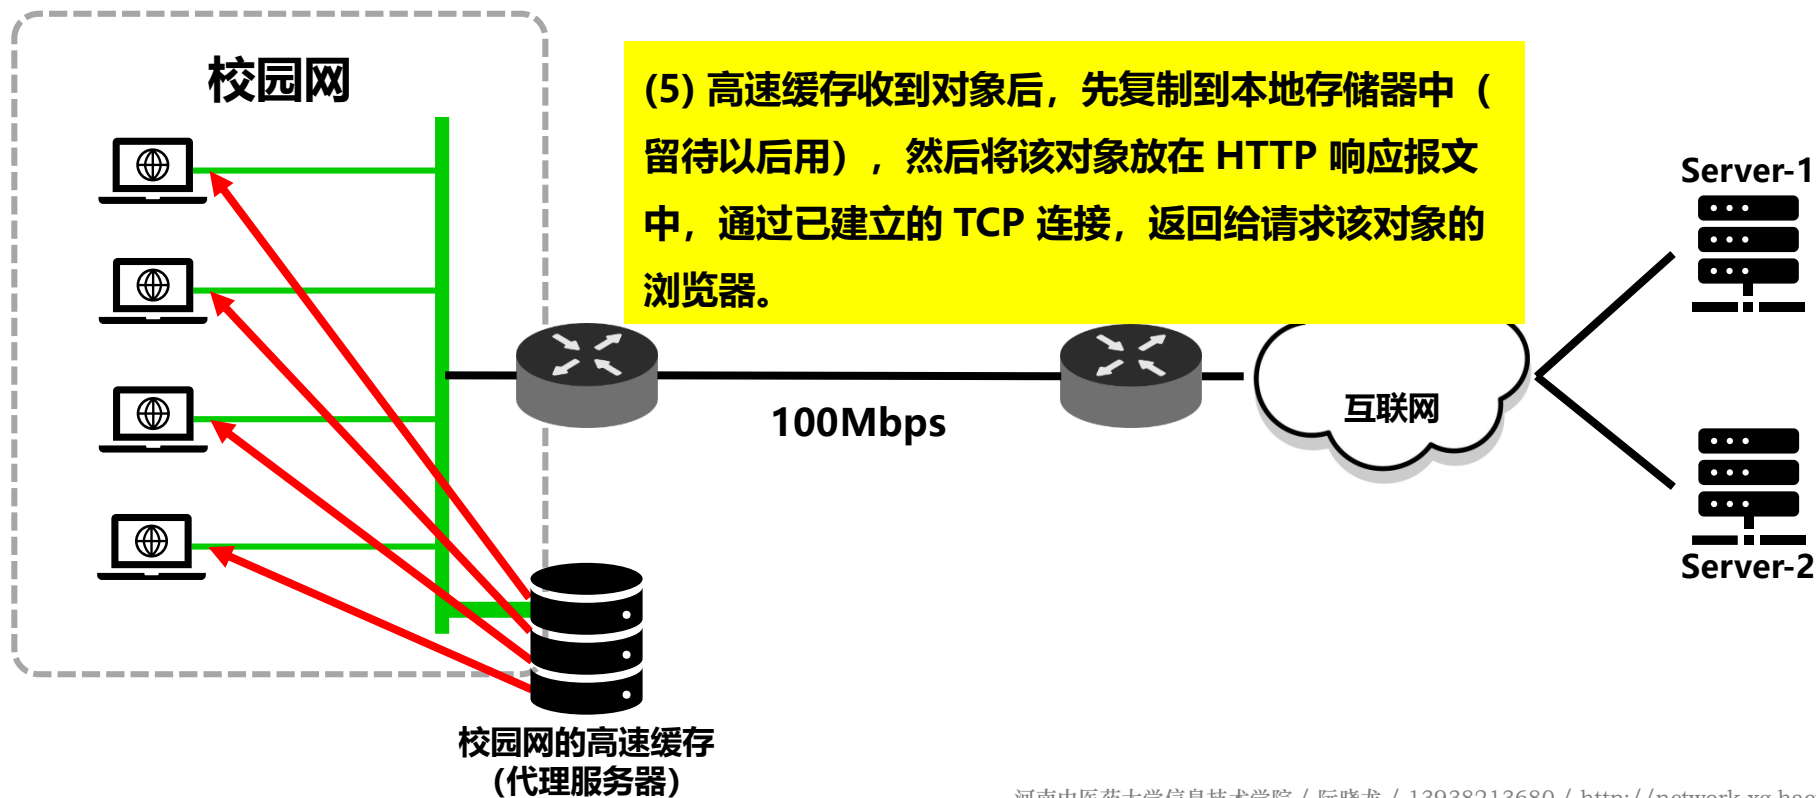 校园网
(5) 高速缓存收到对象后，先复制到本地存储器中（
留待以后用），然后将该对象放在 HTTP 响应报文
中，通过已建立的 TCP 连接，返回给请求该对象的
浏览器。
Server-1
互联网
100Mbps
Server-2
校园网的高速缓存
(代理服务器)